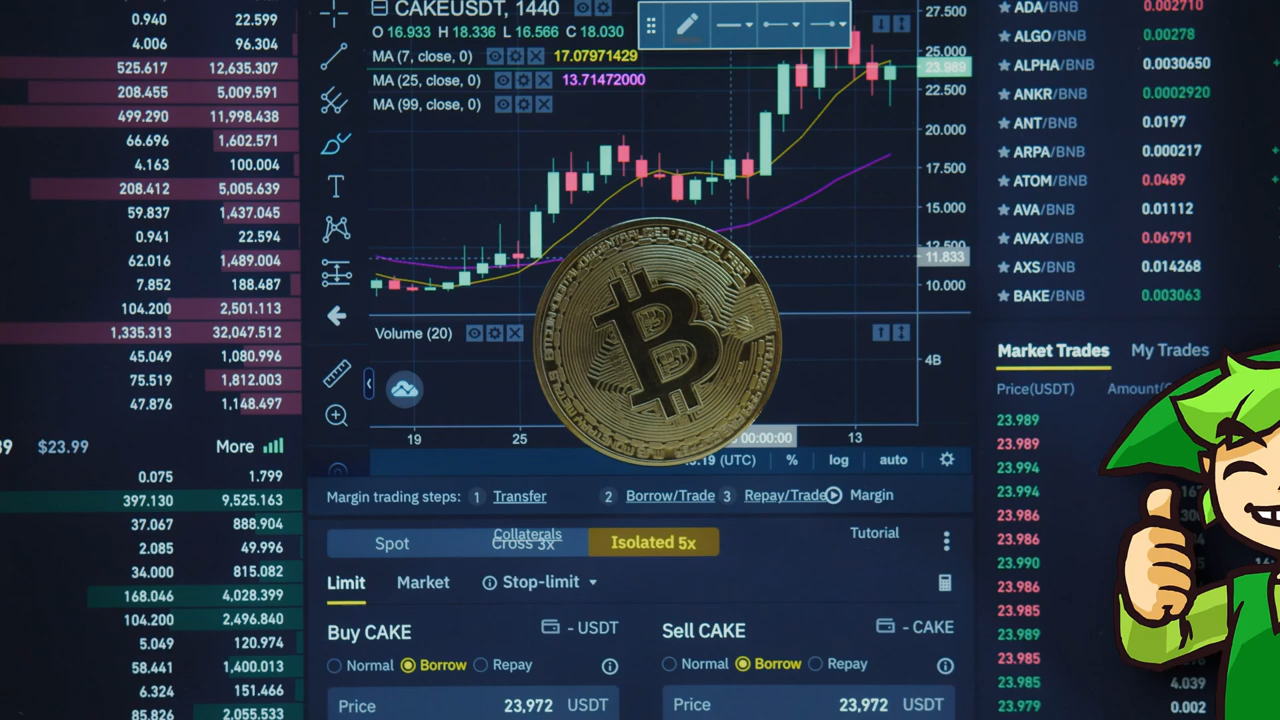 0.940 22.599
4.006 96.304
525.617 12,635.307
208.455 5,009.591
499.290 11,998.438
66.696 1,602.571
4.163 100.004
208.412 5,005.639
59.837 1,437.045
0.941 22.594
62.016 1,489.004
7.852 188.487
104.200 2,501.113
1,335.313 32,047.512
45.049 1,080.996
75.519 1,812.003
47.876 1,148.497
$23.99 More
0.075 1.799
397.130 9,525.163
37.067 888.904
2.085 49.996
34.000 815.082
168.046 4,028.399
104.200 2,496.840
5.049 120.974
58.441 1,400.013
6.324 151.466
85.826 2,055.533
CAKEUSDT, 1440
O 16.933 H 18.336 L 16.566 C 18.030
MA (7, close, 0) 17.07971429
MA (25, close, 0) 13.71472000
MA (99, close, 0)
27.500
25.000
23.989
22.500
20.000
17.500
15.000
12.500
11.833
10.000
Volume (20)
4B
19 25 00:00:00 13
(UTC) % log auto
Margin trading steps: 1 Transfer 2 Borrow/Trade 3 Repay/Trade Margin
Collaterals Tutorial
Spot Cross 3x Isolated 5x
Limit Market Stop-limit
Buy CAKE - USDT
Normal Borrow Repay
Price 23,972 USDT
Sell CAKE - CAKE
Normal Borrow Repay
Price 23,972 USDT
ADA/BNB 0.002710
ALGO/BNB 0.00278
ALPHA/BNB 0.0030650
ANKR/BNB 0.0002920
ANT/BNB 0.0197
ARPA/BNB 0.000217
ATOM/BNB 0.0489
AVA/BNB 0.01112
AVAX/BNB 0.06791
AXS/BNB 0.014268
BAKE/BNB 0.003063
Market Trades My Trades
Price(USDT)
23.989
23.989
23.994
23.994
23.986
23.986
23.990
23.986
23.985
23.989
23.985
23.985 4.039
23.979 0.002